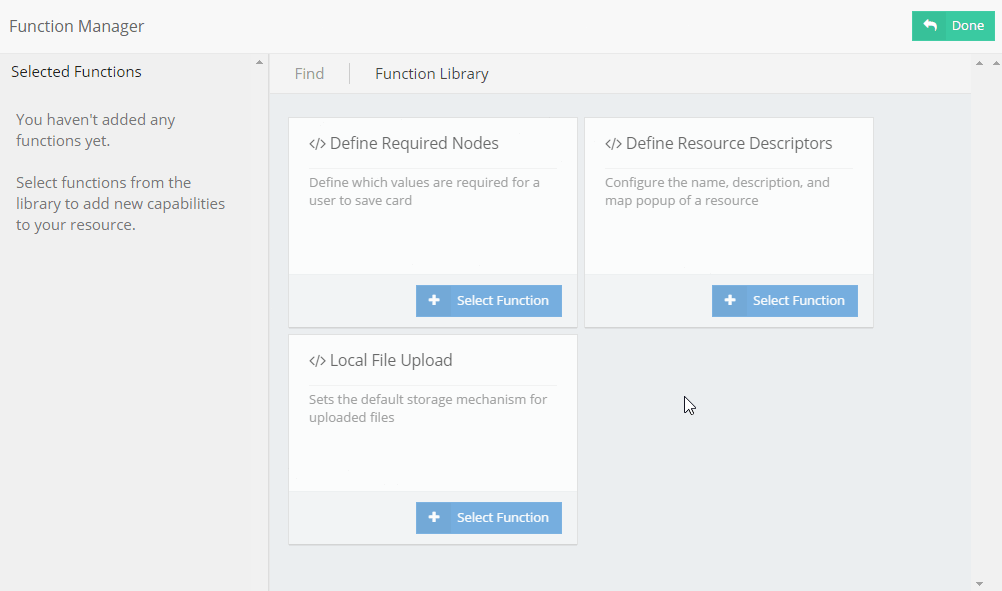 Function Manager
Done
Selected Functions
You haven't added any
functions yet.
Select functions from the
library to add new capabilities
to your resource.
Find
Function Library
</> Define Required Nodes
Define which values are required for a
user to save card
Select Function
</> Define Resource Descriptors
Configure the name, description, and
map popup of a resource
Select Function
</> Local File Upload
Sets the default storage mechanism for
uploaded files
Select Function